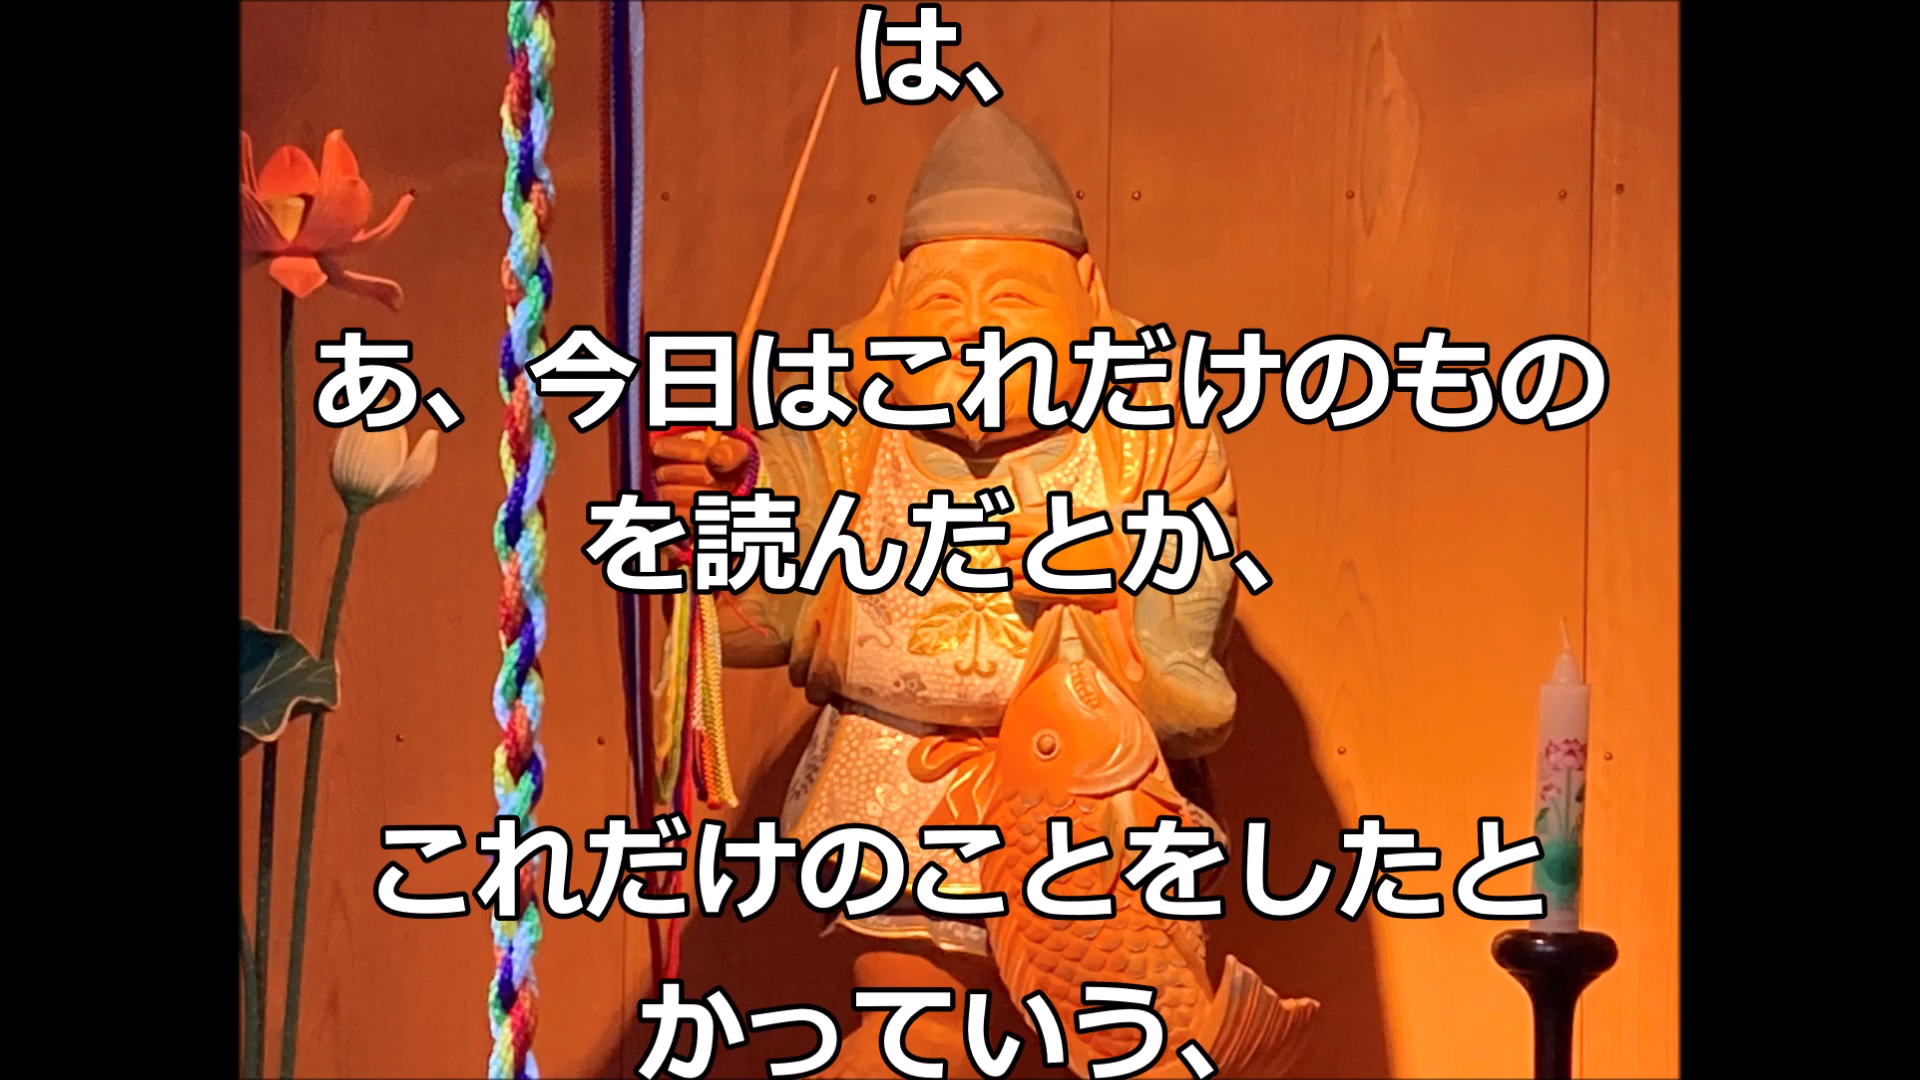 は、
あ、今日はこれだけのもの
を読んだとか、
これだけのことをしたと
かっていう、